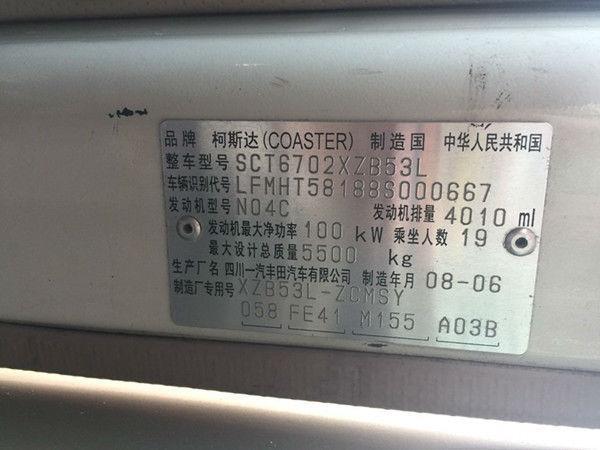 品牌 柯斯达(COASTER) 制造国 中华人民共和国
整车型号 SCT6702XZB53L
车辆识别代号 LFMHT58188S000667
发动机型号 N04C 发动机排量 4010 ml
发动机最大净功率 100 kW 乘坐人数 19
最大设计总质量 5500 kg
生产厂名 四川一汽丰田汽车有限公司 制造年月 08-06
制造厂专用号 XZB53L-ZCMSY
058 FE41 M155 A03B